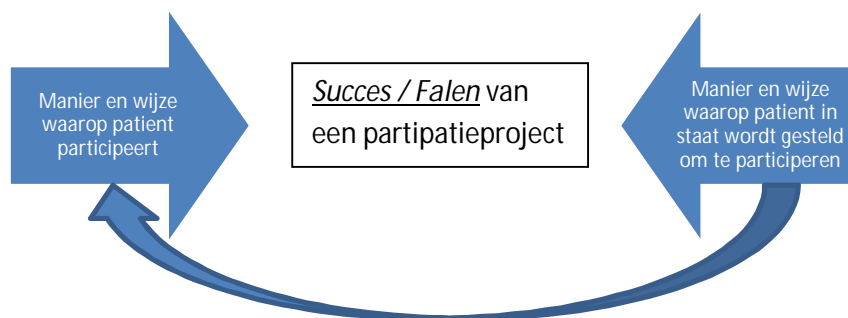 Manier en wijze
waarop patient
participeert
Succes / Falen van
een partipatieproject
Manier en wijze
waarop patient in
staat wordt gesteld
om te participeren